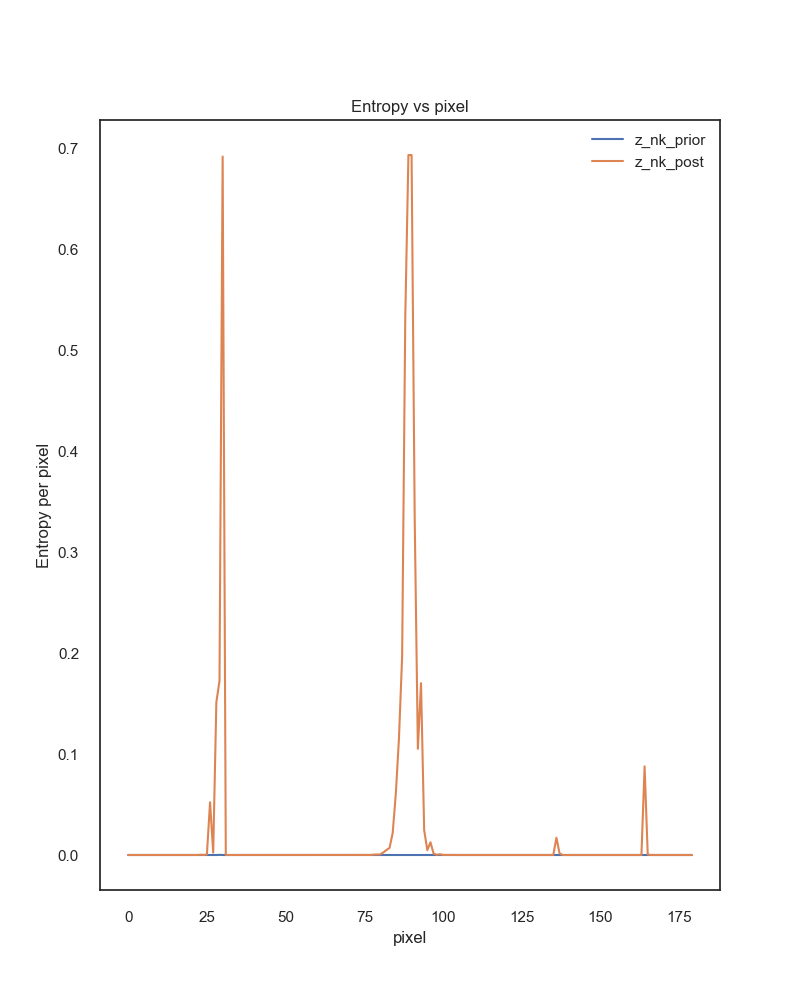 Entropy vs pixel
z_nk_prior
z_nk_post
0.7
0.6
0.5
0.4
0.3
0.2
0.1
0.0
Entropy per pixel
0 25 50 75 100 125 150 175
pixel